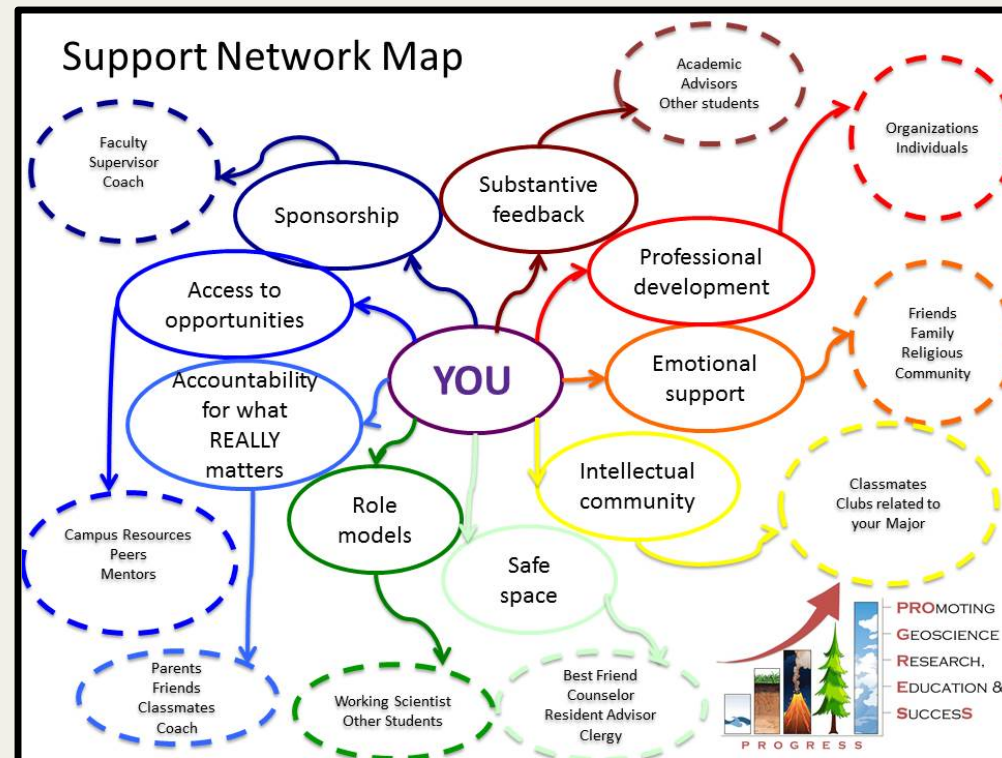 Support Network Map
Academic
Advisors
Other students
Organizations
Individuals
Faculty
Supervisor
Coach
Sponsorship
Substantive
feedback
Professional
development
Access to
opportunities
Friends
Family
Religious
Community
YOU
Emotional
support
Accountability
for what
REALLY
matters
Intellectual
community
Classmates
Clubs related to
your Major
Role
models
Campus Resources
Peers
Mentors
Safe
space
Parents
Friends
Classmates
Coach
Working Scientist
Other Students
Best Friend
Counselor
Resident Advisor
Clergy
PROMOTING
GEOSCIENCE
RESEARCH,
EDUCATION &
SUCCESS
PROGRESS